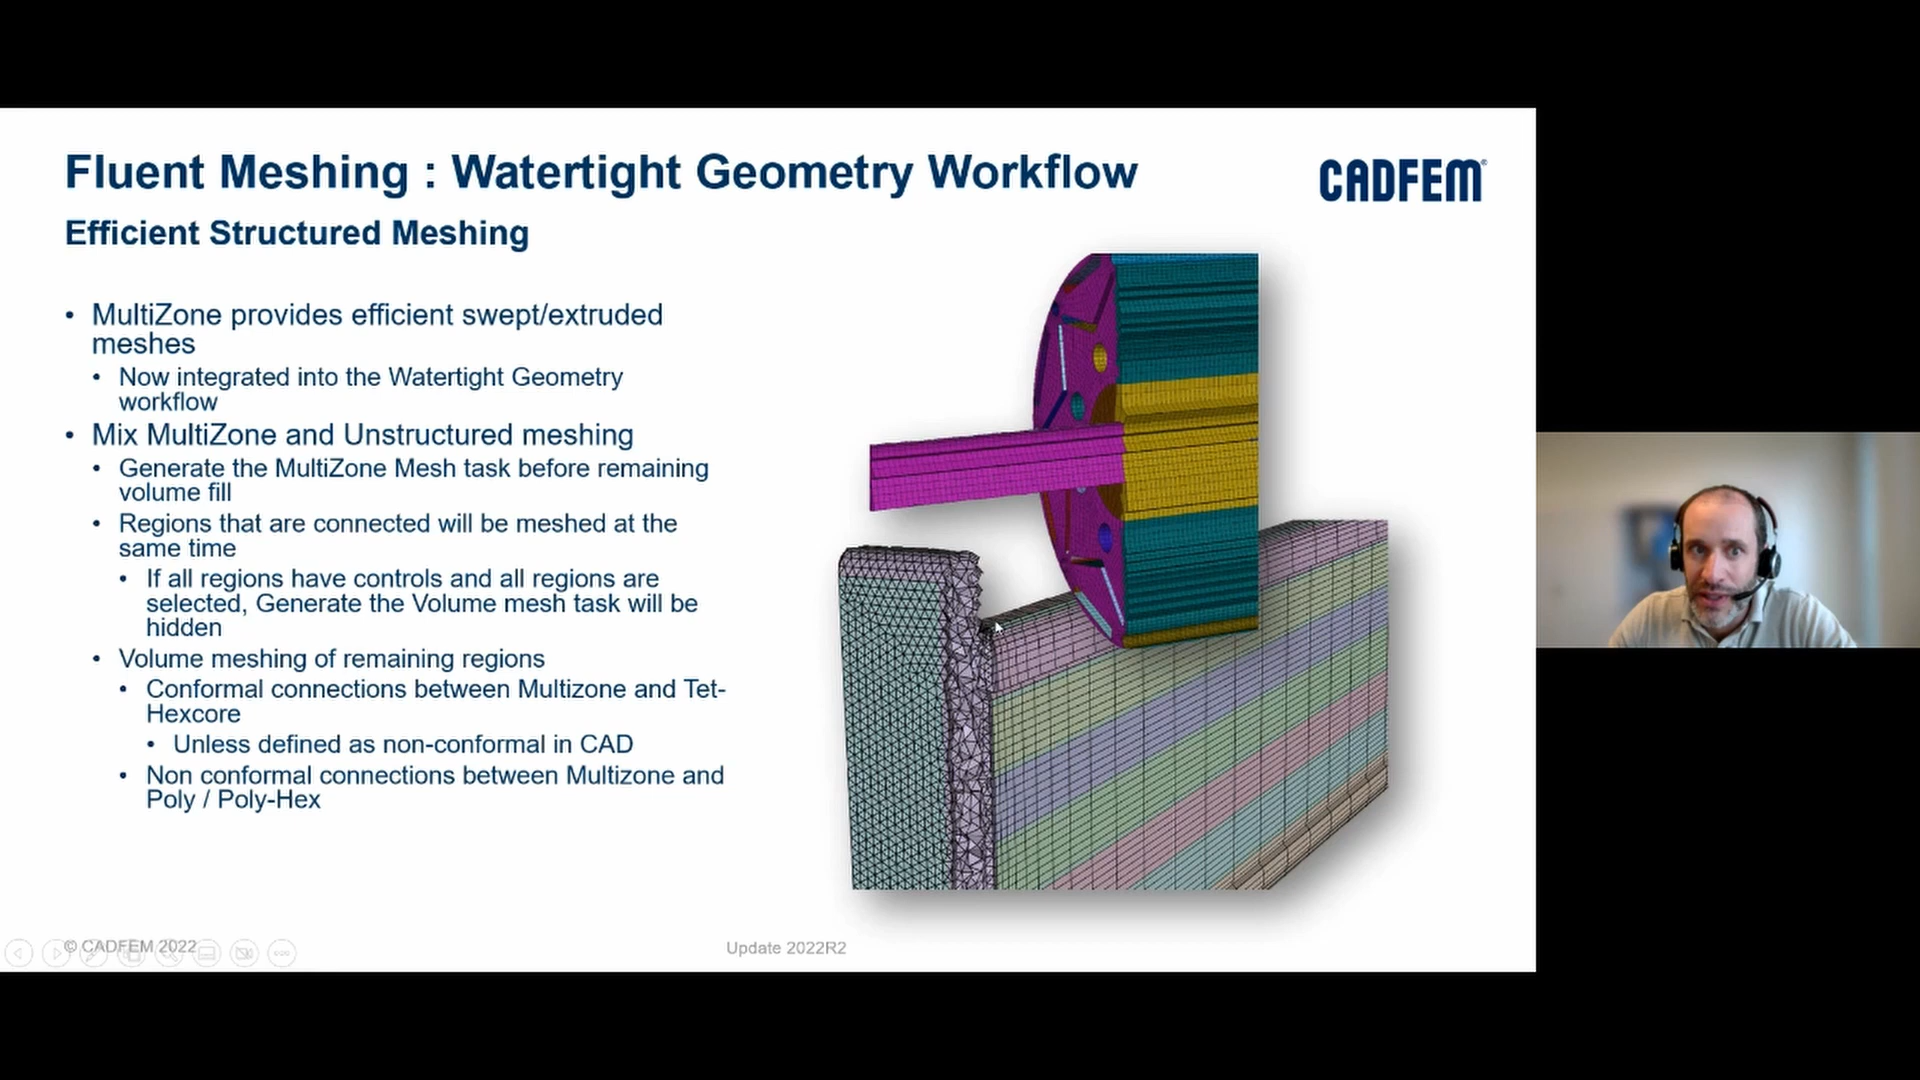 Fluent Meshing : Watertight Geometry Workflow
CADFEM®
Efficient Structured Meshing
• MultiZone provides efficient swept/extruded
meshes
• Now integrated into the Watertight Geometry
workflow
• Mix MultiZone and Unstructured meshing
• Generate the MultiZone Mesh task before remaining
volume fill
• Regions that are connected will be meshed at the
same time
• If all regions have controls and all regions are
selected, Generate the Volume mesh task will be
hidden
• Volume meshing of remaining regions
• Conformal connections between Multizone and Tet-
Hexcore
• Unless defined as non-conformal in CAD
• Non conformal connections between Multizone and
Poly / Poly-Hex
© CADFEM 2022
Update 2022R2